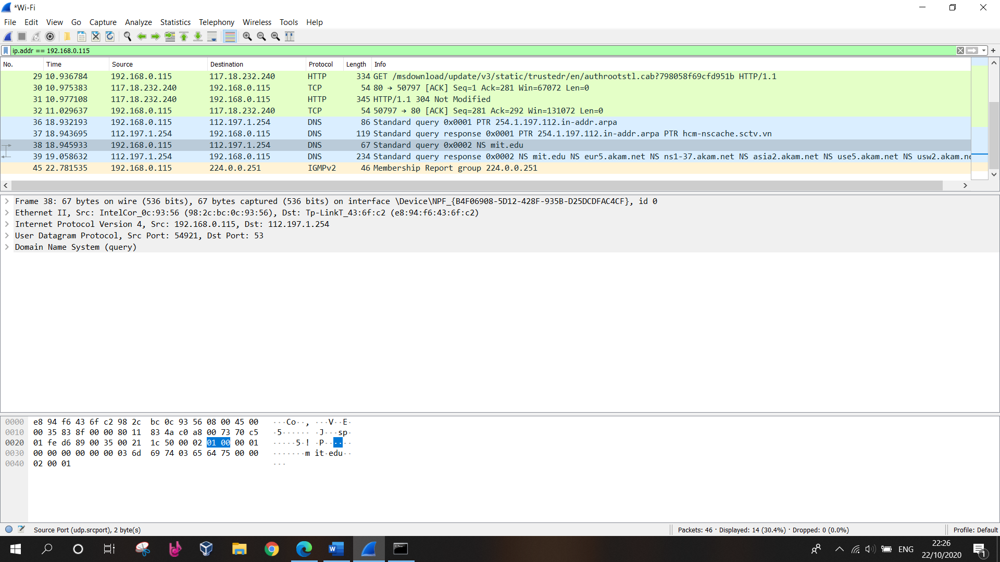 *Wi-Fi
File Edit View Go Capture Analyze Statistics Telephony Wireless Tools Help
ip.addr == 192.168.0.115
No. Time Source Destination Protocol Length Info
29 10.936784 192.168.0.115 117.18.232.240 HTTP 334 GET /msdownload/update/v3/static/trustedr/en/authrootstl.cab?798058f69cfd951b HTTP/1.1
30 10.975383 117.18.232.240 192.168.0.115 TCP 54 80 → 50797 [ACK] Seq=1 Ack=281 Win=67072 Len=0
31 10.977108 117.18.232.240 192.168.0.115 HTTP 345 HTTP/1.1 304 Not Modified
32 11.029637 192.168.0.115 117.18.232.240 TCP 54 50797 → 80 [ACK] Seq=281 Ack=292 Win=131072 Len=0
36 18.932193 192.168.0.115 112.197.1.254 DNS 86 Standard query 0x0001 PTR 254.1.197.112.in-addr.arpa
37 18.943695 112.197.1.254 192.168.0.115 DNS 119 Standard query response 0x0001 PTR 254.1.197.112.in-addr.arpa PTR hcm-nscache.sctv.vn
38 18.945933 192.168.0.115 112.197.1.254 DNS 67 Standard query 0x0002 NS mit.edu
39 19.058632 112.197.1.254 192.168.0.115 DNS 234 Standard query response 0x0002 NS mit.edu NS eur5.akam.net NS ns1-37.akam.net NS asia2.akam.net NS use5.akam.net NS usw2.akam.ne
45 22.781535 192.168.0.115 224.0.0.251 IGMPv2 46 Membership Report group 224.0.0.251
Frame 38: 67 bytes on wire (536 bits), 67 bytes captured (536 bits) on interface \Device\NPF_{B4F06908-5D12-428F-935B-D25DCDFAC4CF}, id 0
Ethernet II, Src: IntelCor_0c:93:56 (98:2c:bc:0c:93:56), Dst: Tp-LinkT_43:6f:c2 (e8:94:f6:43:6f:c2)
Internet Protocol Version 4, Src: 192.168.0.115, Dst: 112.197.1.254
User Datagram Protocol, Src Port: 54921, Dst Port: 53
Domain Name System (query)
0000 e8 94 f6 43 6f c2 98 2c bc 0c 93 56 08 00 45 00 ···Co··, ···V··E·
0010 00 35 83 8f 00 00 80 11 83 4a c0 a8 00 73 70 c5 ·5······ ·J···sp·
0020 01 fe d6 89 00 35 00 21 1c 50 00 02 01 00 00 01 ·····5·! ·P······
0030 00 00 00 00 00 00 03 6d 69 74 03 65 64 75 00 00 ·······m it·edu··
0040 02 00 01 ···
Source Port (udp.srcport), 2 byte(s)
Packets: 46 · Displayed: 14 (30.4%) · Dropped: 0 (0.0%)
Profile: Default
ENG
22:26
22/10/2020
1